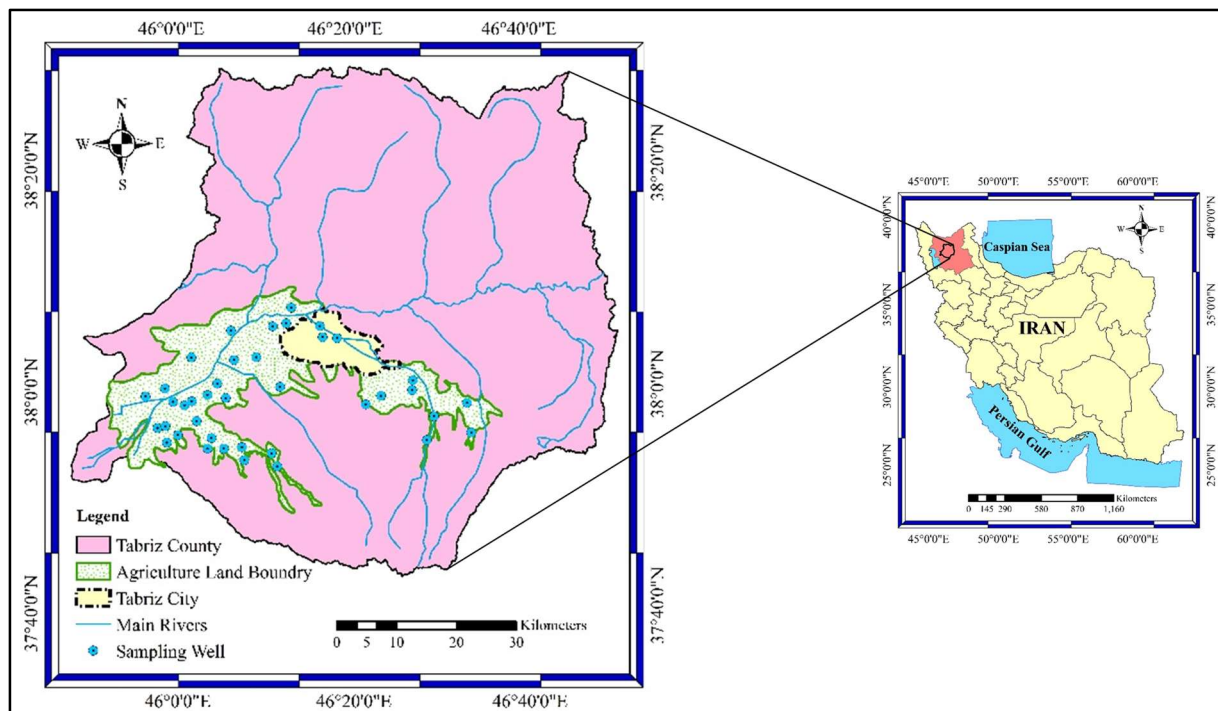 46°0'0"E 46°20'0"E 46°40'0"E
38°20'0"N
38°0'0"N
37°40'0"N
N
W E
S
38°20'0"N
38°0'0"N
37°40'0"N
Legend
Tabriz County
Agriculture Land Boundry
Tabriz City
Main Rivers
Sampling Well
Kilometers
0 5 10 20 30
46°0'0"E 46°20'0"E 46°40'0"E
45°0'0"E 50°0'0"E 55°0'0"E 60°0'0"E
40°0'0"N
35°0'0"N
30°0'0"N
25°0'0"N
N
W E
S
Caspian Sea
IRAN
Persian Gulf
40°0'0"N
35°0'0"N
30°0'0"N
25°0'0"N
Kilometers
0 145 290 580 870 1,160
45°0'0"E 50°0'0"E 55°0'0"E 60°0'0"E